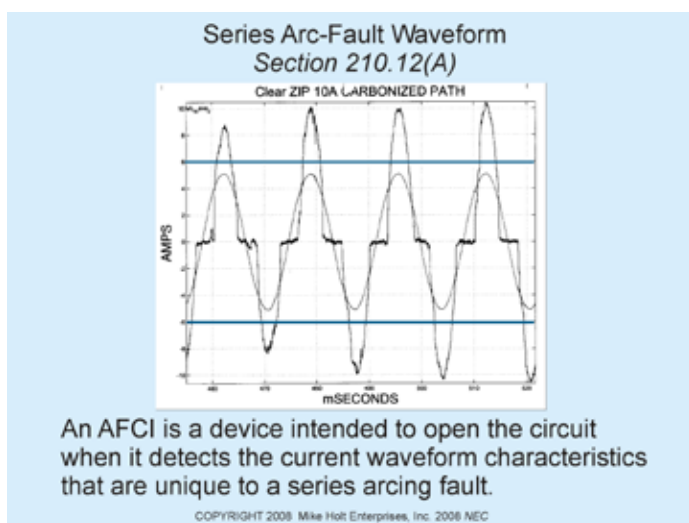 Series Arc-Fault Waveform
Section 210.12(A)
Clear ZIP 10A CARBONIZED PATH
AMPS
mSECONDS
An AFCI is a device intended to open the circuit
when it detects the current waveform characteristics
that are unique to a series arcing fault.
COPYRIGHT 2008 Mike Holt Enterprises, Inc. 2008 NEC